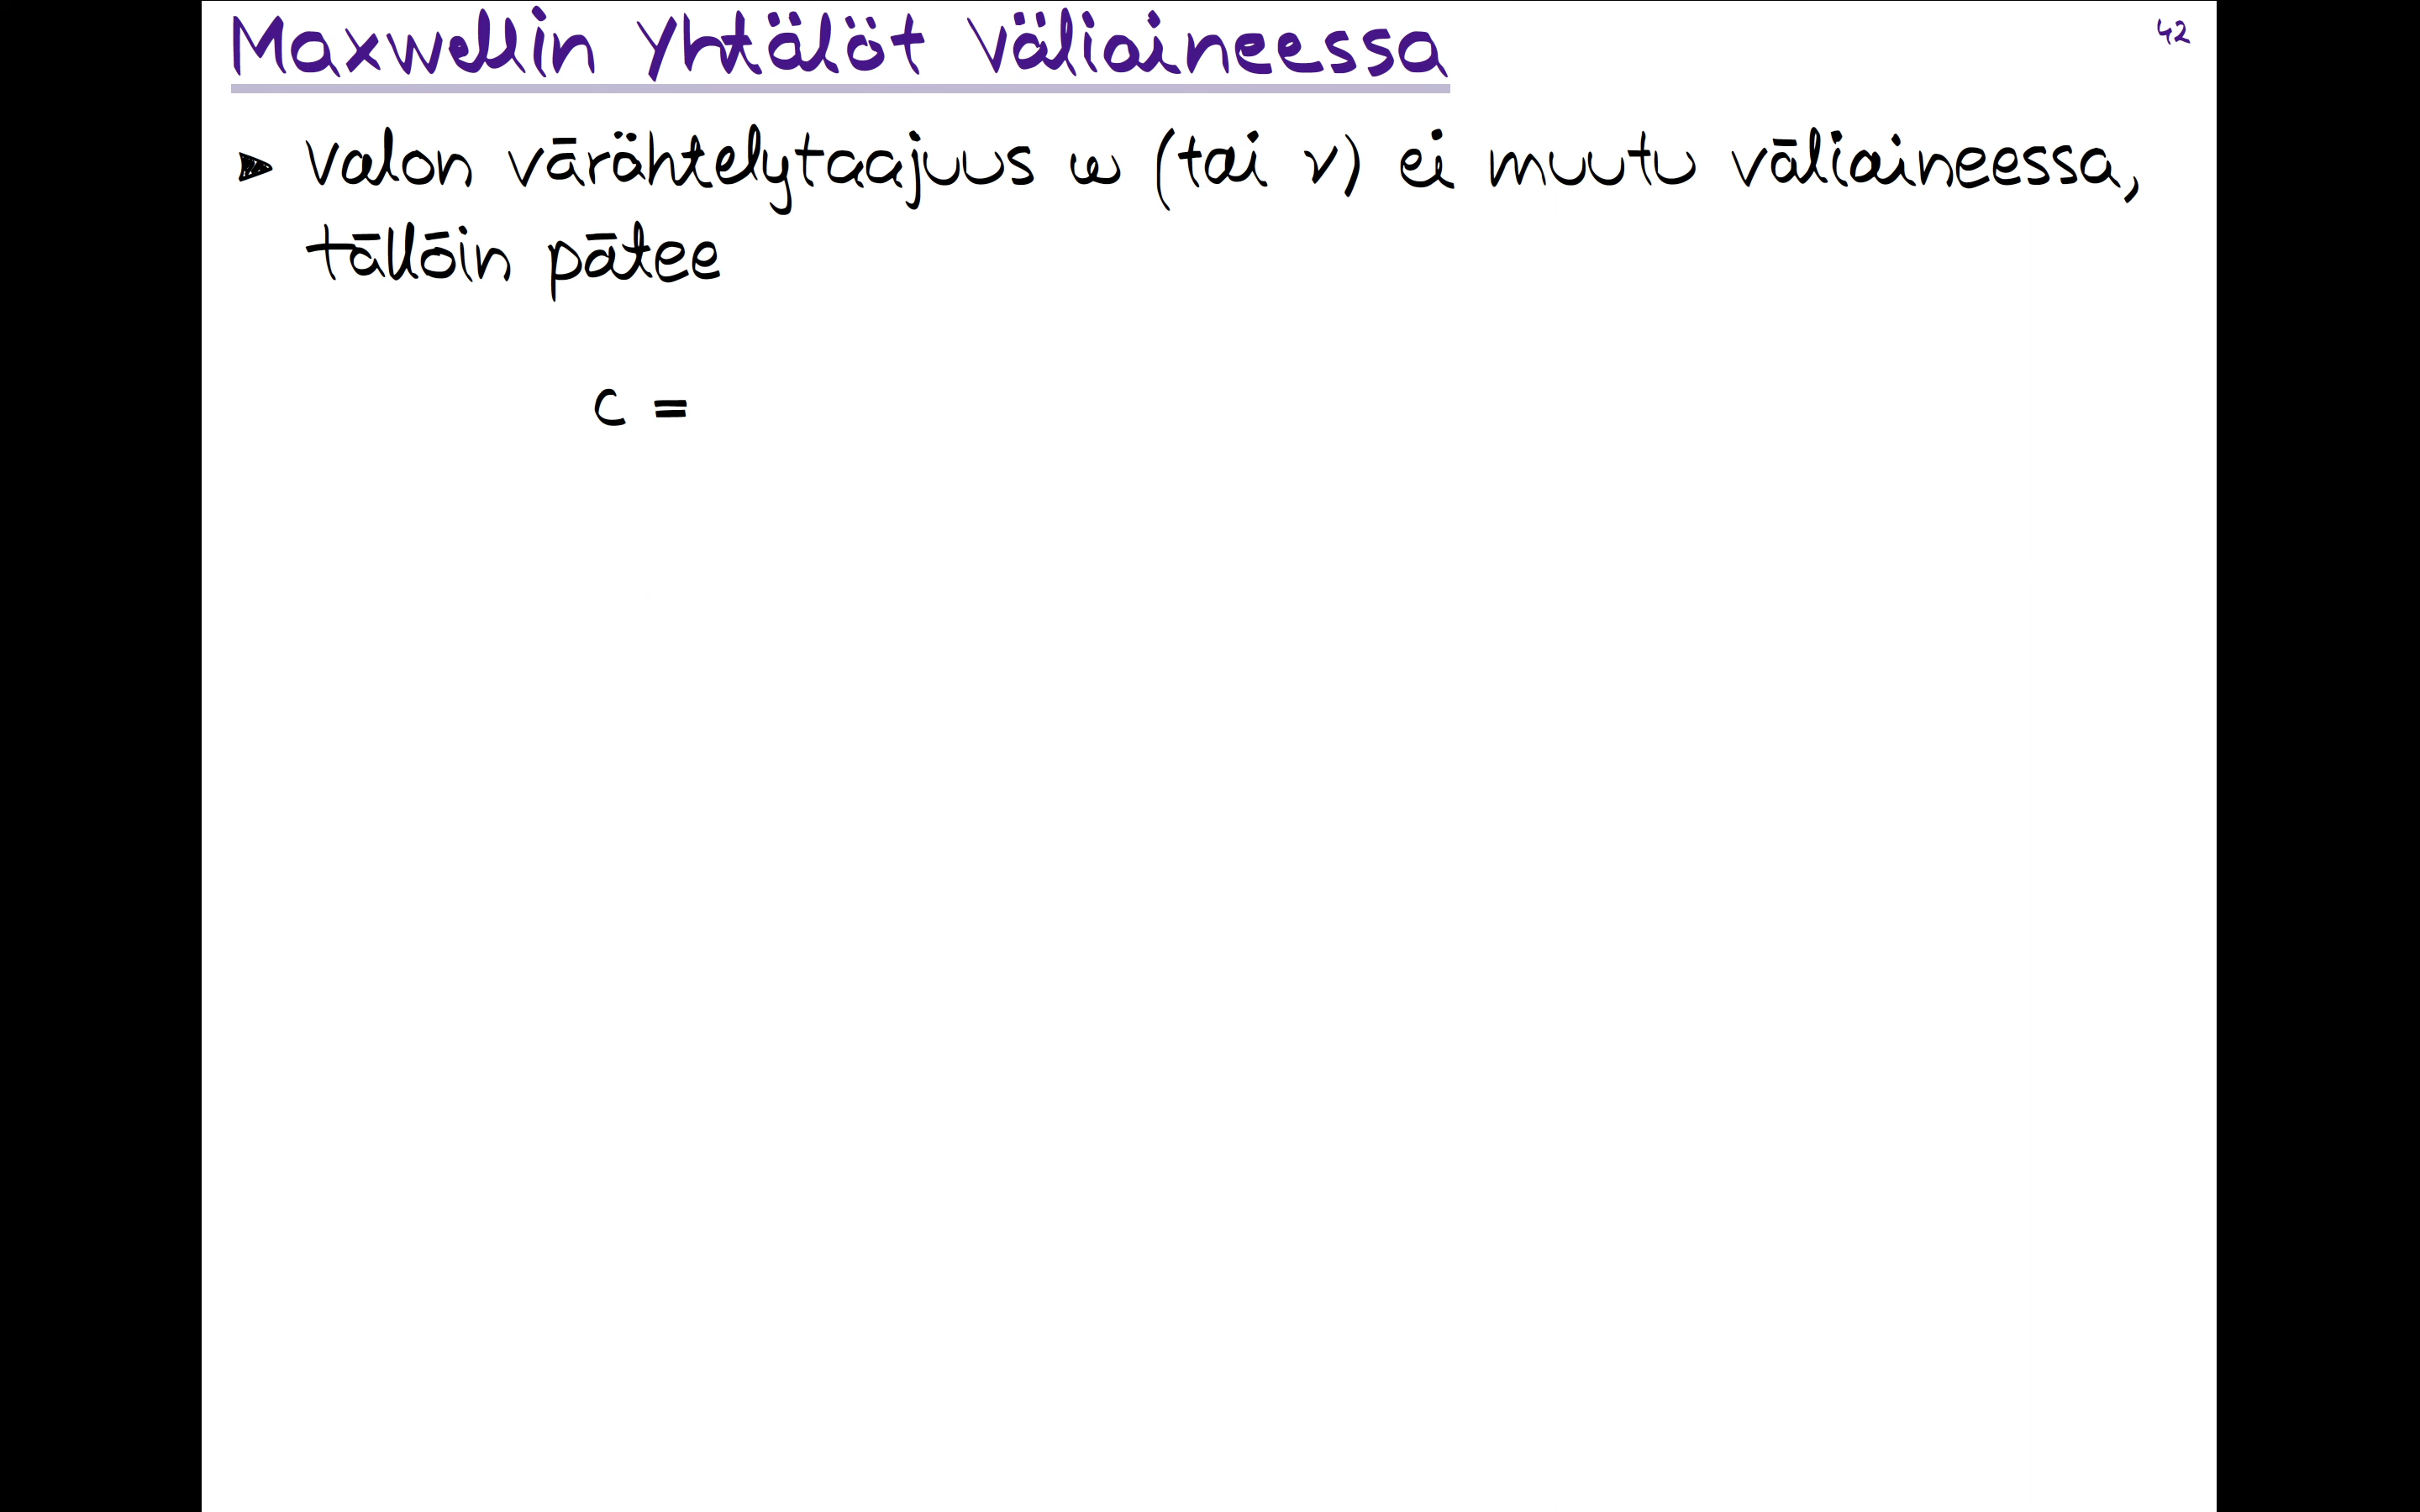 Maxwellin Yhtälöt Väliaineessa
42
▷ Valon värähtelytaajuus ω (tai ν) ei muutu väliaineessa,
tällöin pätee
c =